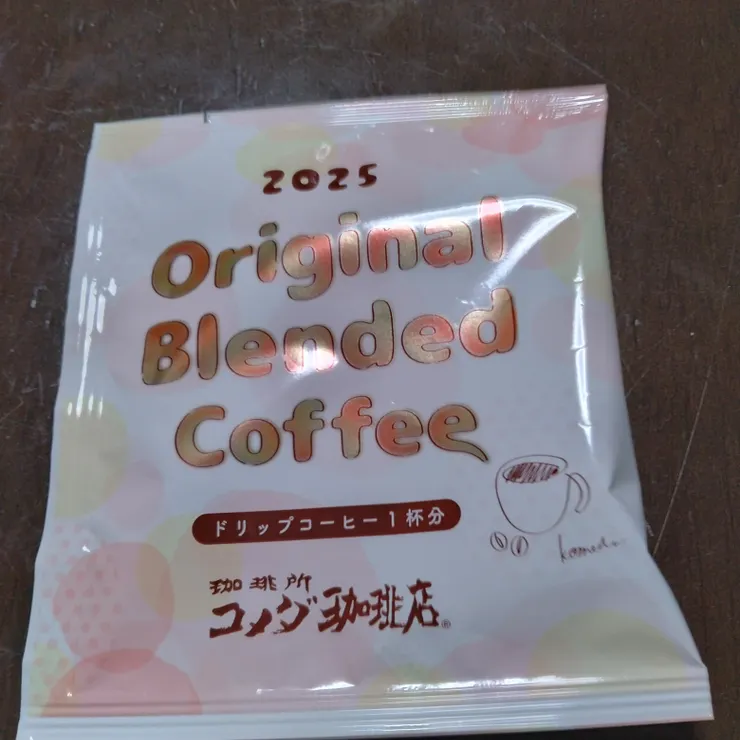 2025
Original
Blended
Coffee
ドリップコーヒー1杯分
珈琲所
コメダ珈琲店®